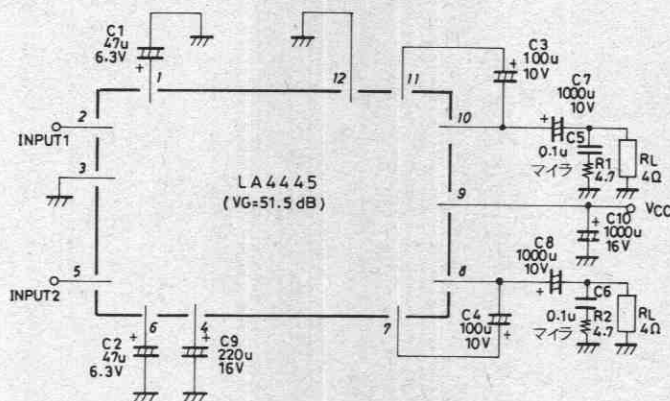 C1
47u
6.3V
+
1
12
11
+
C3
100u
10V
C7
1000u
10V
+
2
INPUT1
10
C5
0.1u
マイラ
R1
4.7
RL
4Ω
3
LA4445
(VG=51.5 dB)
9
VCC
+
C10
1000u
16V
C8
1000u
10V
+
5
INPUT2
8
C6
0.1u
マイラ
R2
4.7
RL
4Ω
C4
100u
10V
+
6
4
7
C2
47u
6.3V
+
C9
220u
16V
+